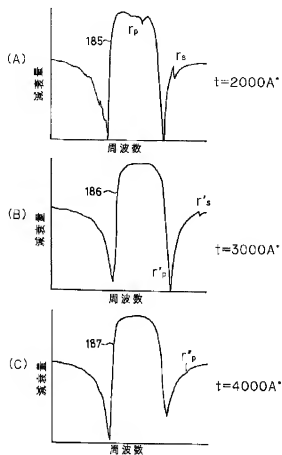 (A)
減衰量
185
rp
rs
t=2000A°
周波数
(B)
減衰量
186
r's
r'p
t=3000A°
周波数
(C)
減衰量
187
r"p
t=4000A°
周波数